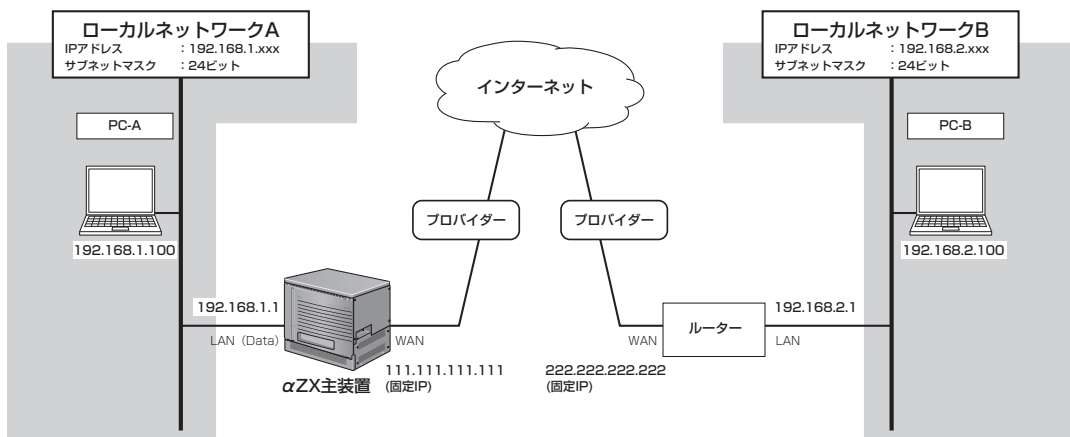 ローカルネットワークA
IPアドレス ：192.168.1.xxx
サブネットマスク ：24ビット
PC-A
192.168.1.100
192.168.1.1
LAN（Data）
αZX主装置
WAN
111.111.111.111
(固定IP)
プロバイダー
インターネット
プロバイダー
222.222.222.222
(固定IP)
WAN
ルーター
192.168.2.1
LAN
ローカルネットワークB
IPアドレス ：192.168.2.xxx
サブネットマスク ：24ビット
PC-B
192.168.2.100